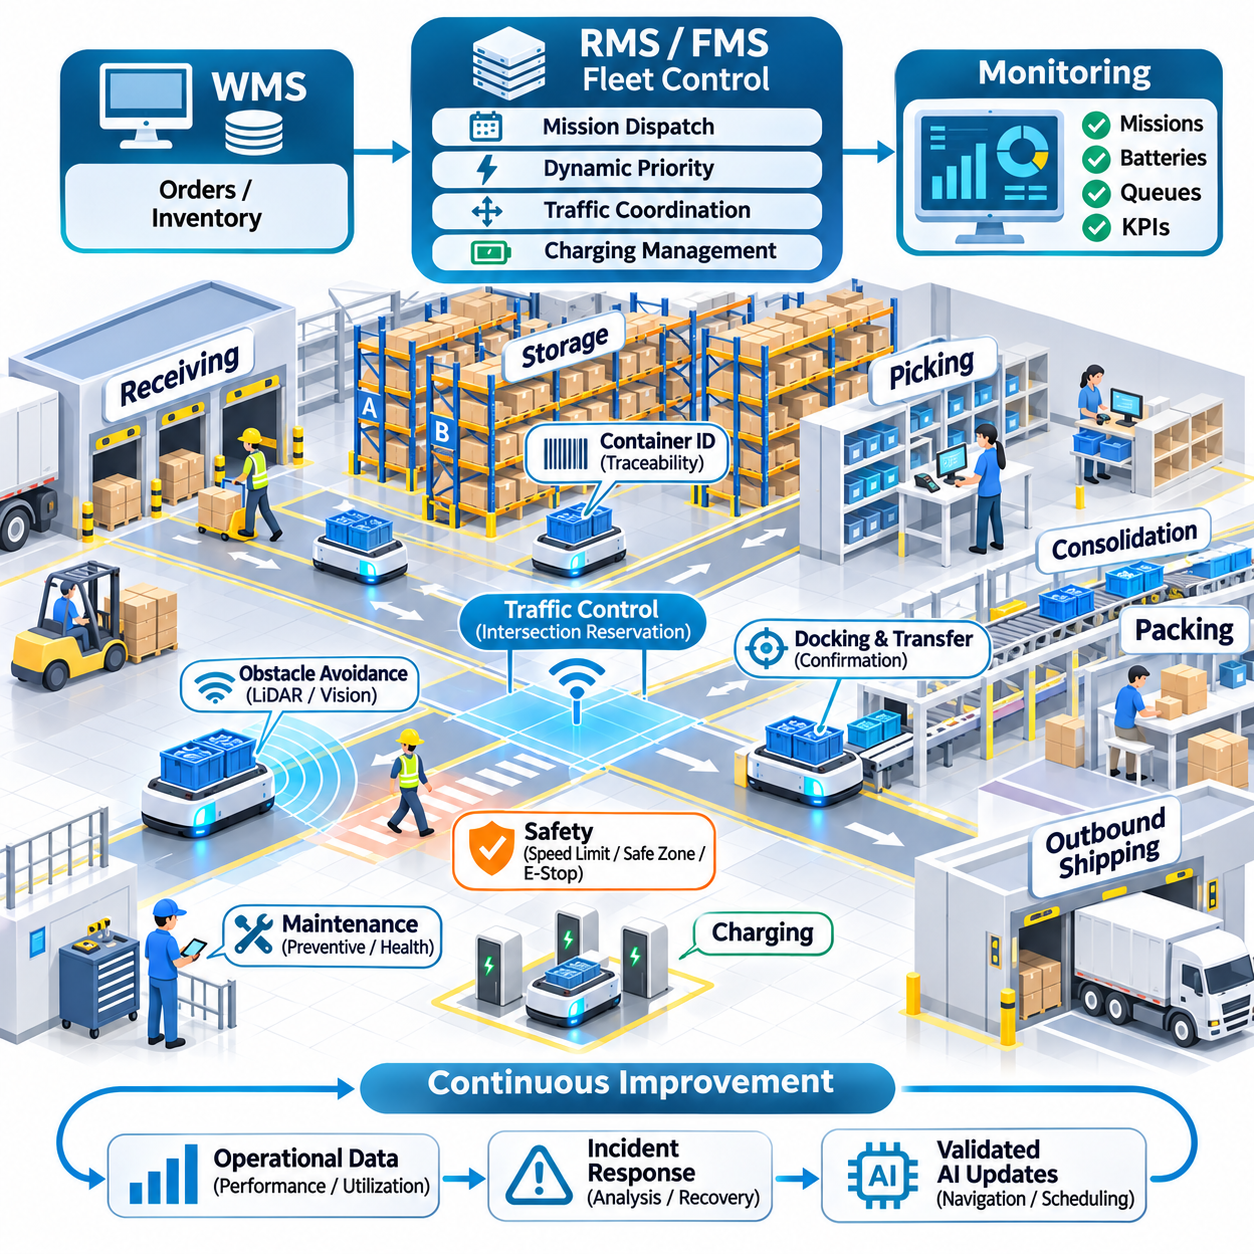 WMS
Orders /
Inventory
RMS / FMS
Fleet Control
Mission Dispatch
Dynamic Priority
Traffic Coordination
Charging Management
Monitoring
Missions
Batteries
Queues
KPIs
Receiving
Storage
A
B
Container ID
(Traceability)
Picking
Consolidation
Packing
Traffic Control
(Intersection Reservation)
Docking & Transfer
(Confirmation)
Obstacle Avoidance
(LiDAR / Vision)
Safety
(Speed Limit / Safe Zone /
E-Stop)
Outbound
Shipping
Maintenance
(Preventive / Health)
Charging
Continuous Improvement
Operational Data
(Performance / Utilization)
Incident
Response
(Analysis / Recovery)
AI
Validated
AI Updates
(Navigation / Scheduling)